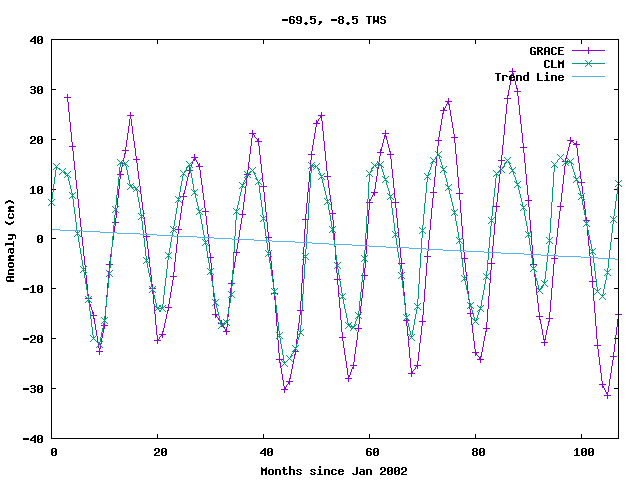 -69.5, -8.5 TWS
GRACE
CLM
Trend Line
40
30
20
10
0
-10
-20
-30
-40
Anomaly (cm)
0 20 40 60 80 100
Months since Jan 2002